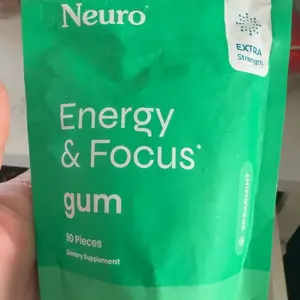 Neuro
EXTRA
Strength
Energy
& Focus*
gum
90 Pieces
Dietary Supplement
SPEARMINT